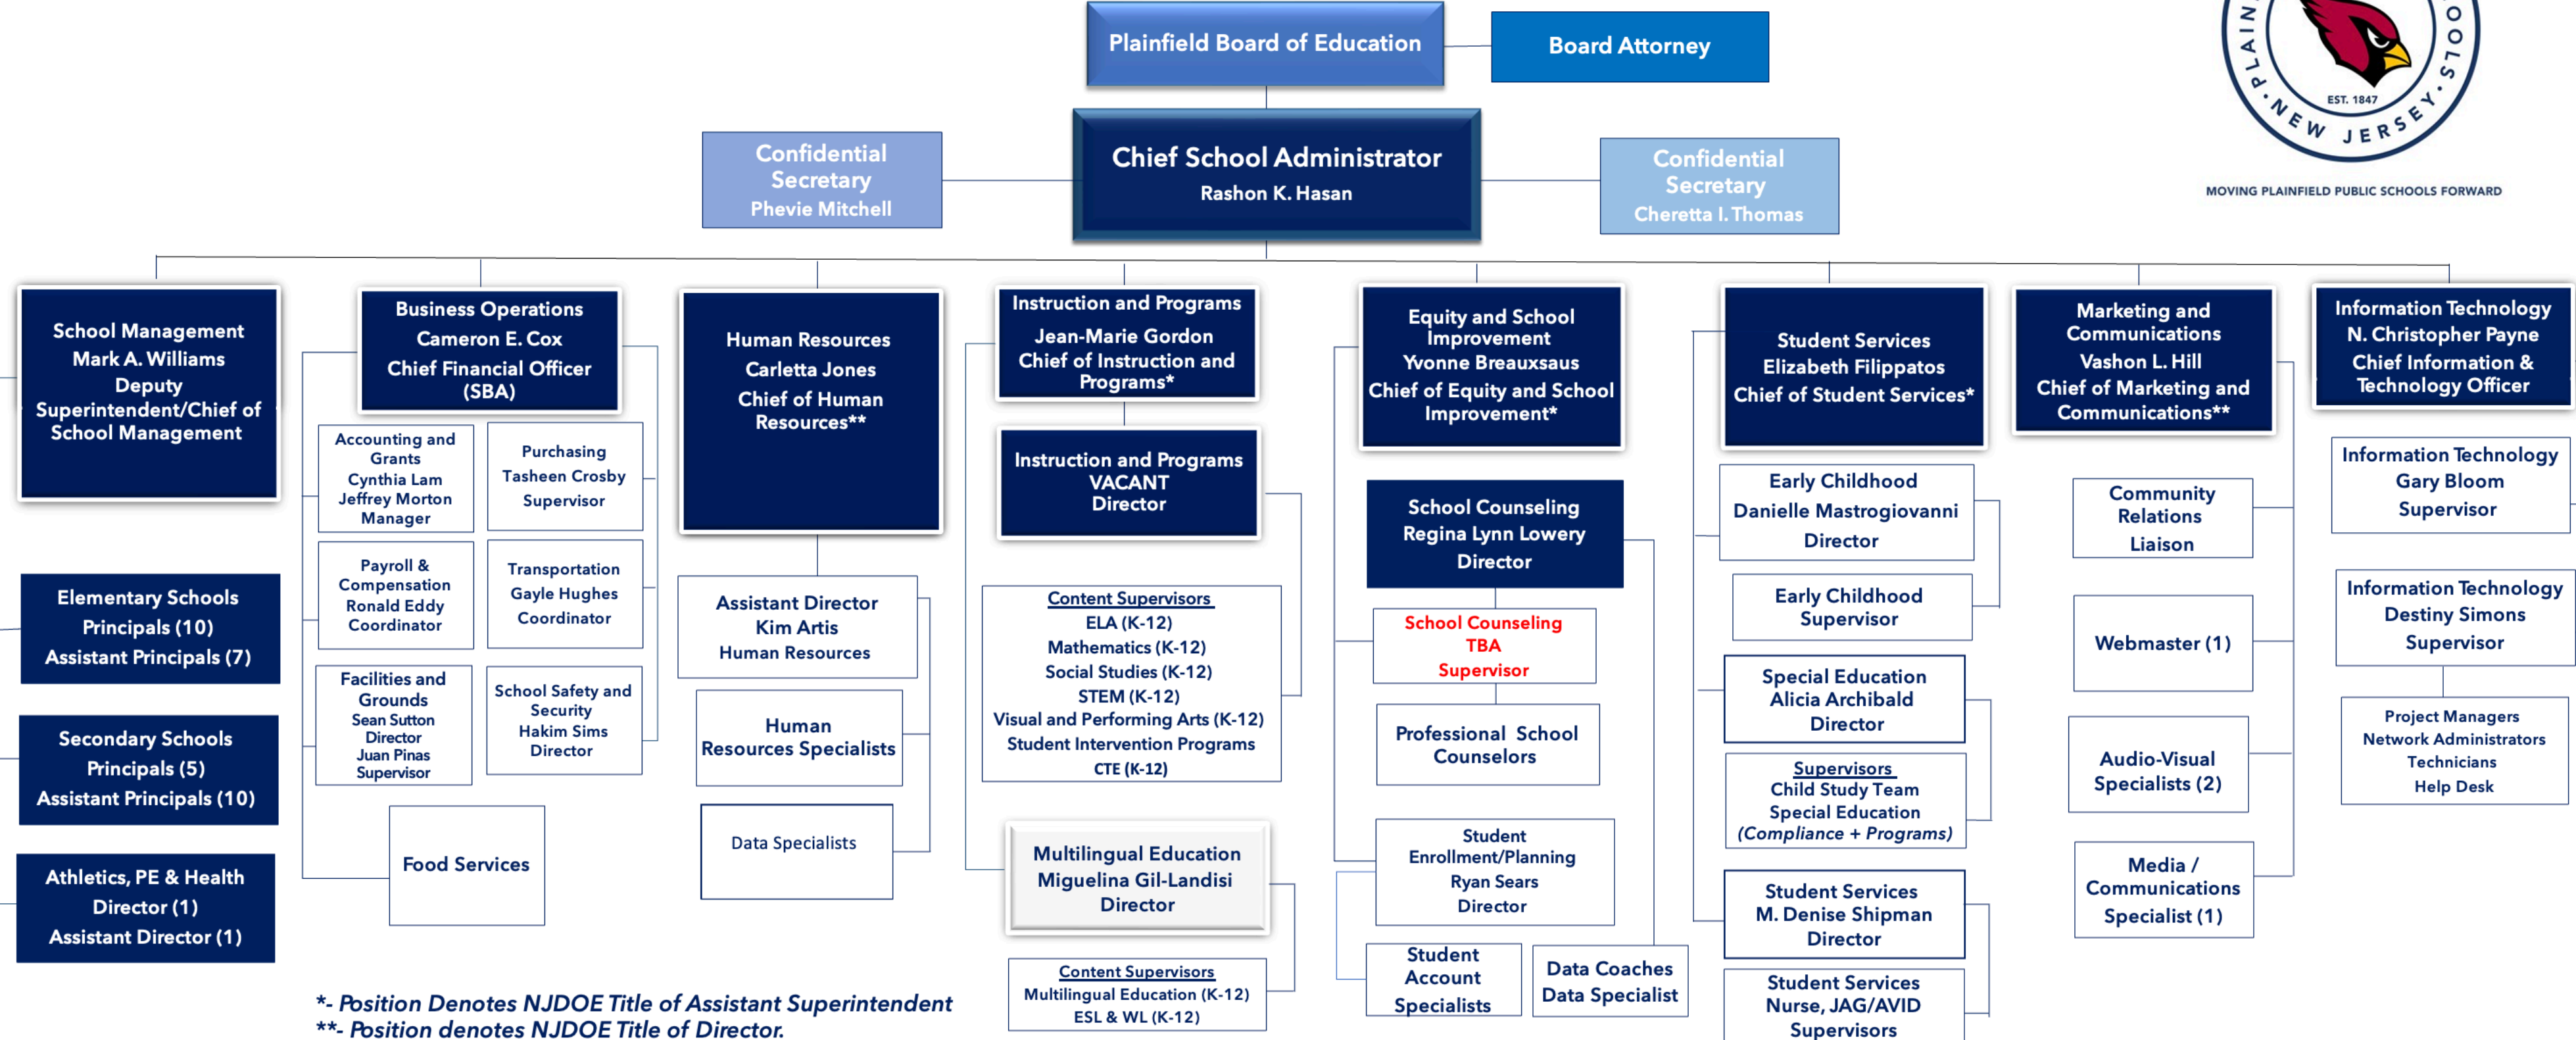 Plainfield Board of Education
Board Attorney
PLAIN
OOLS
EST. 1847
NEW JERSEY
MOVING PLAINFIELD PUBLIC SCHOOLS FORWARD
Confidential
Secretary
Phevie Mitchell
Chief School Administrator
Rashon K. Hasan
Confidential
Secretary
Cheretta I. Thomas
School Management
Mark A. Williams
Deputy
Superintendent/Chief of
School Management
Elementary Schools
Principals (10)
Assistant Principals (7)
Secondary Schools
Principals (5)
Assistant Principals (10)
Athletics, PE & Health
Director (1)
Assistant Director (1)
Business Operations
Cameron E. Cox
Chief Financial Officer
(SBA)
Accounting and
Grants
Cynthia Lam
Jeffrey Morton
Manager
Purchasing
Tasheen Crosby
Supervisor
Payroll &
Compensation
Ronald Eddy
Coordinator
Transportation
Gayle Hughes
Coordinator
Facilities and
Grounds
Sean Sutton
Director
Juan Pinas
Supervisor
School Safety and
Security
Hakim Sims
Director
Food Services
Human Resources
Carletta Jones
Chief of Human
Resources**
Assistant Director
Kim Artis
Human Resources
Human
Resources Specialists
Data Specialists
Instruction and Programs
Jean-Marie Gordon
Chief of Instruction and
Programs*
Instruction and Programs
VACANT
Director
Content Supervisors
ELA (K-12)
Mathematics (K-12)
Social Studies (K-12)
STEM (K-12)
Visual and Performing Arts (K-12)
Student Intervention Programs
CTE (K-12)
Multilingual Education
Miguelina Gil-Landisi
Director
Content Supervisors
Multilingual Education (K-12)
ESL & WL (K-12)
Equity and School
Improvement
Yvonne Breauxsaus
Chief of Equity and School
Improvement*
School Counseling
Regina Lynn Lowery
Director
School Counseling
TBA
Supervisor
Professional School
Counselors
Student
Enrollment/Planning
Ryan Sears
Director
Student
Account
Specialists
Data Coaches
Data Specialist
Student Services
Elizabeth Filippatos
Chief of Student Services*
Early Childhood
Danielle Mastrogiovanni
Director
Early Childhood
Supervisor
Special Education
Alicia Archibald
Director
Supervisors
Child Study Team
Special Education
(Compliance + Programs)
Student Services
M. Denise Shipman
Director
Student Services
Nurse, JAG/AVID
Supervisors
Marketing and
Communications
Vashon L. Hill
Chief of Marketing and
Communications**
Community
Relations
Liaison
Webmaster (1)
Audio-Visual
Specialists (2)
Media /
Communications
Specialist (1)
Information Technology
N. Christopher Payne
Chief Information &
Technology Officer
Information Technology
Gary Bloom
Supervisor
Information Technology
Destiny Simons
Supervisor
Project Managers
Network Administrators
Technicians
Help Desk
*- Position Denotes NJDOE Title of Assistant Superintendent
**- Position denotes NJDOE Title of Director.